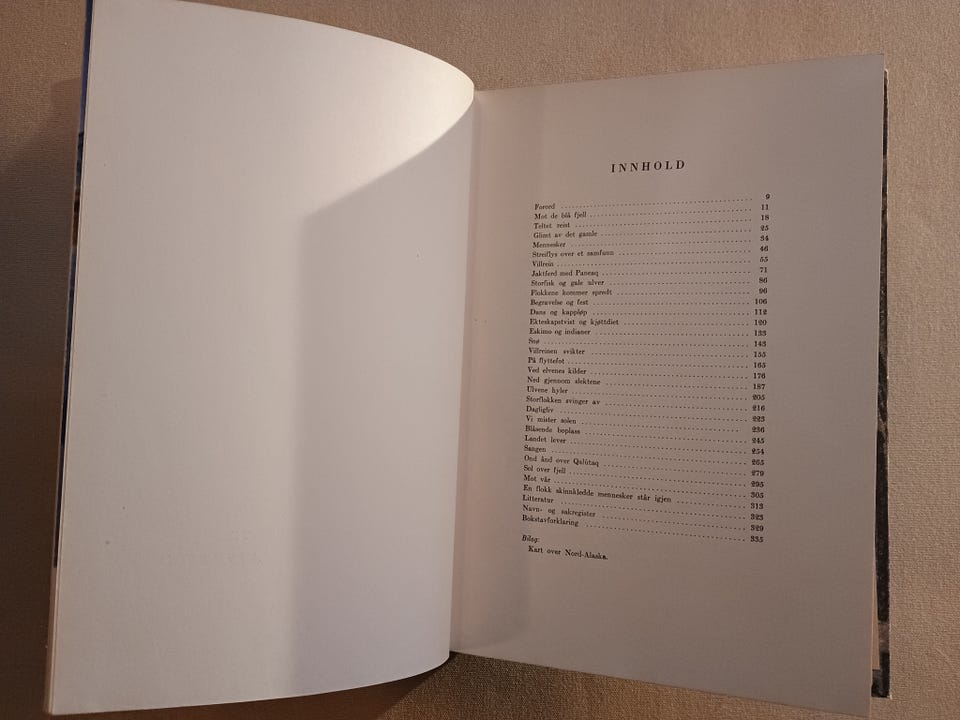 INNHOLD
Forord 9
Mot de blå fjell 11
Teltet reist 18
Glimt av det gamle 25
Mennesker 34
Streiflys over et samfunn 46
Villrein 55
Jaktferd med Paneaq 71
Storfisk og gale ulver 86
Flokkene kommer spredt 96
Begravelse og fest 106
Dans og kappløp 112
Ekteskapstvist og kjøttdiet 120
Eskimo og indianer 133
Snø 143
Villreinen svikter 155
På flyttefot 165
Ved elvenes kilder 176
Ned gjennom slektene 187
Ulvene hyler 205
Storflokken svinger av 216
Dagligliv 223
Vi mister solen 236
Blåsende boplass 245
Landet lever 254
Sangen 265
Ond ånd over Qalútaq 279
Sol over fjell 295
Mot vår 305
En flokk skinnkledde mennesker står igjen 313
Litteratur 323
Navn- og sakregister 329
Bokstavforklaring 335
Bilag:
Kart over Nord-Alaska.